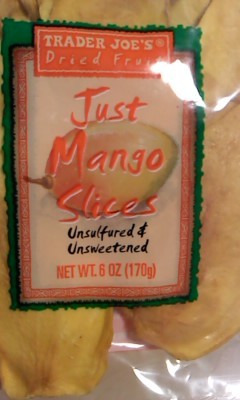 TRADER JOE'S®
Dried Fruit
Just
Mango
Slices
Unsulfured &
Unsweetened
NET WT. 6 OZ (170g)